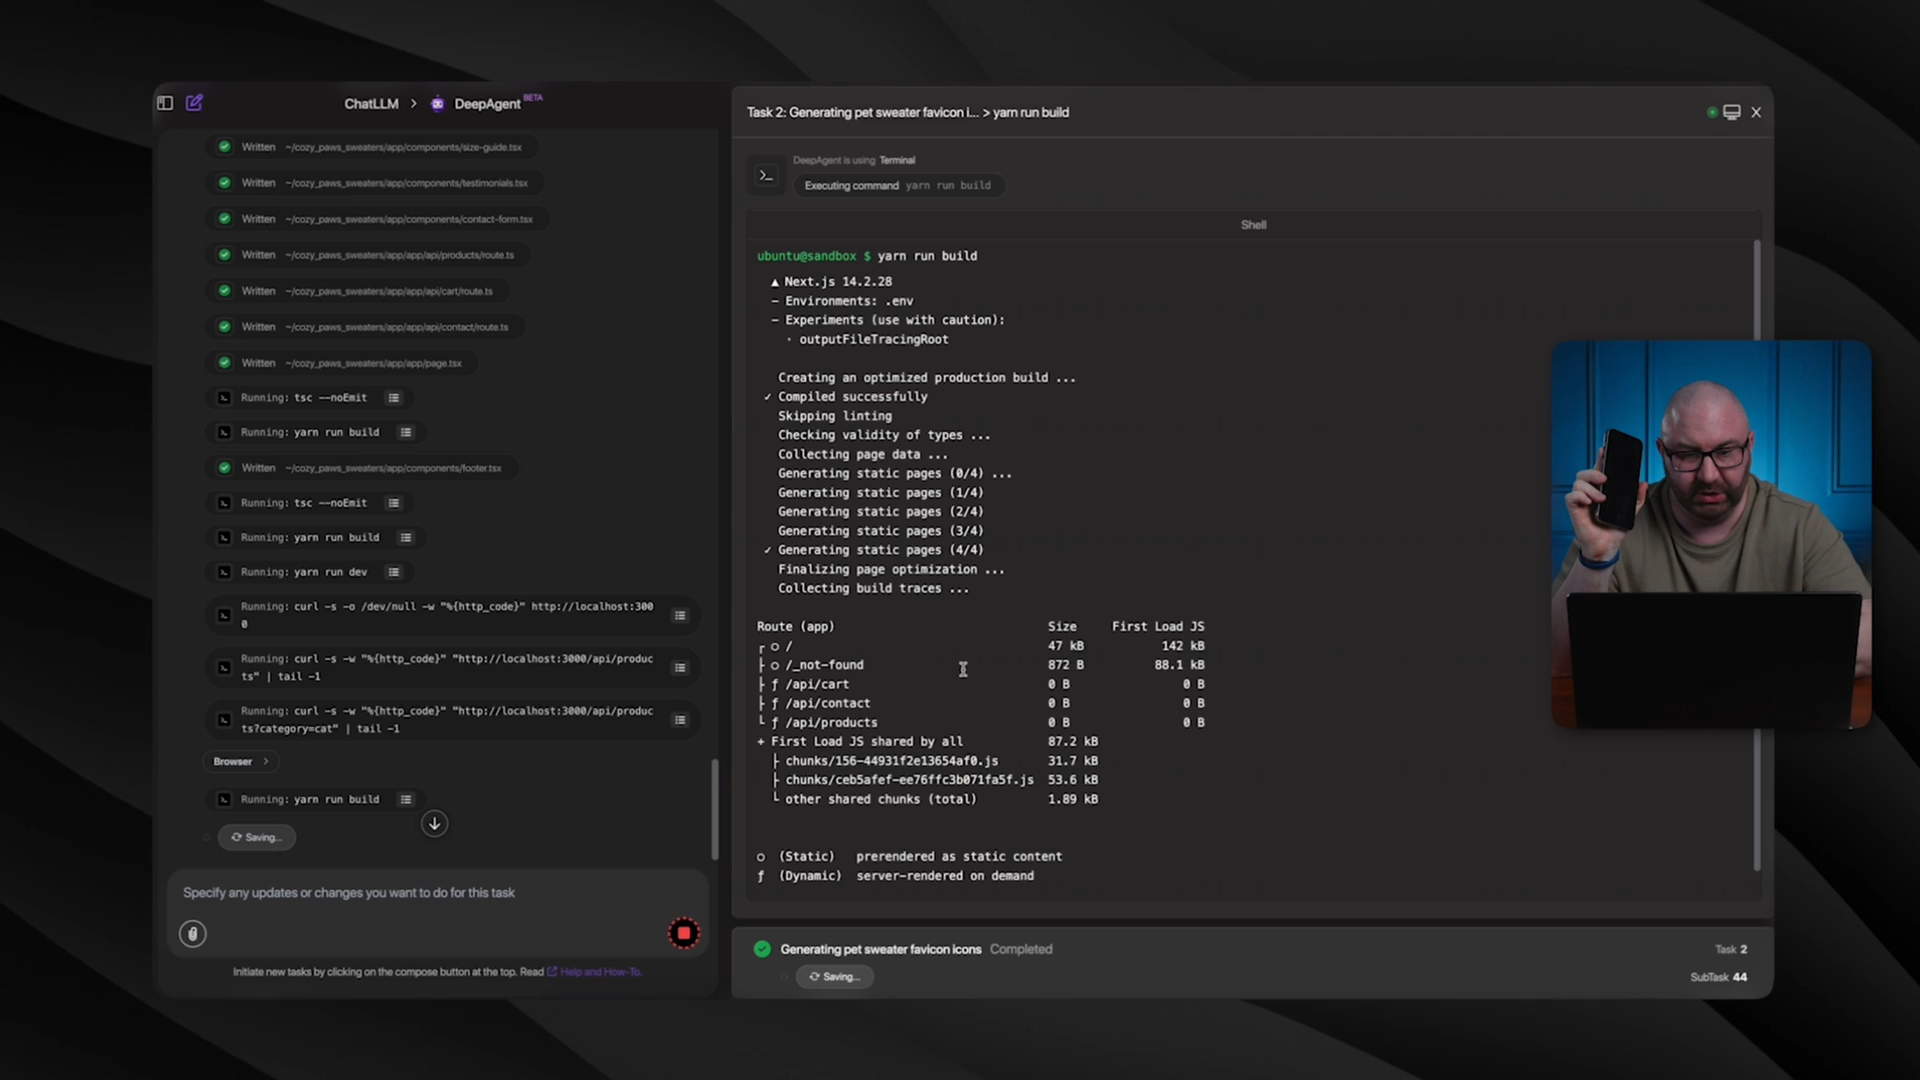 ChatLLM > DeepAgent BETA
Written ~/cozy_paws_sweaters/app/components/size-guide.tsx
Written ~/cozy_paws_sweaters/app/components/testimonials.tsx
Written ~/cozy_paws_sweaters/app/components/contact-form.tsx
Written ~/cozy_paws_sweaters/app/app/api/products/route.ts
Written ~/cozy_paws_sweaters/app/app/api/cart/route.ts
Written ~/cozy_paws_sweaters/app/app/api/contact/route.ts
Written ~/cozy_paws_sweaters/app/app/page.tsx
Running: tsc --noEmit
Running: yarn run build
Written ~/cozy_paws_sweaters/app/components/footer.tsx
Running: tsc --noEmit
Running: yarn run build
Running: yarn run dev
Running: curl -s -o /dev/null -w "%{http_code}" http://localhost:300
0
Running: curl -s -w "%{http_code}" "http://localhost:3000/api/produc
ts" | tail -1
Running: curl -s -w "%{http_code}" "http://localhost:3000/api/produc
ts?category=cat" | tail -1
Browser >
Running: yarn run build
Saving...
Specify any updates or changes you want to do for this task
Initiate new tasks by clicking on the compose button at the top. Read Help and How-To.
Task 2: Generating pet sweater favicon i... > yarn run build
DeepAgent is using Terminal
Executing command yarn run build
Shell
ubuntu@sandbox $ yarn run build
▲ Next.js 14.2.28
- Environments: .env
- Experiments (use with caution):
· outputFileTracingRoot
Creating an optimized production build ...
✓ Compiled successfully
Skipping linting
Checking validity of types ...
Collecting page data ...
Generating static pages (0/4) ...
Generating static pages (1/4)
Generating static pages (2/4)
Generating static pages (3/4)
✓ Generating static pages (4/4)
Finalizing page optimization ...
Collecting build traces ...
Route (app) Size First Load JS
┌ ○ / 47 kB 142 kB
├ ○ /_not-found 872 B 88.1 kB
├ ƒ /api/cart 0 B 0 B
├ ƒ /api/contact 0 B 0 B
└ ƒ /api/products 0 B 0 B
+ First Load JS shared by all 87.2 kB
├ chunks/156-44931f2e13654af0.js 31.7 kB
├ chunks/ceb5afef-ee76ffc3b071fa5f.js 53.6 kB
└ other shared chunks (total) 1.89 kB
○ (Static) prerendered as static content
ƒ (Dynamic) server-rendered on demand
Generating pet sweater favicon icons Completed
Task 2
Saving...
SubTask 44